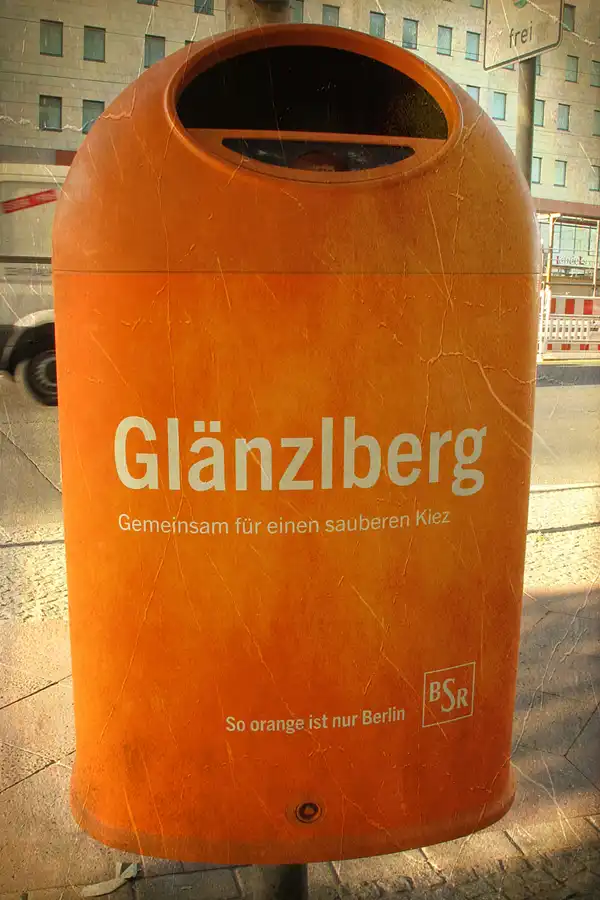 frei
Glänzlberg
Gemeinsam für einen sauberen Kiez
So orange ist nur Berlin
BSR